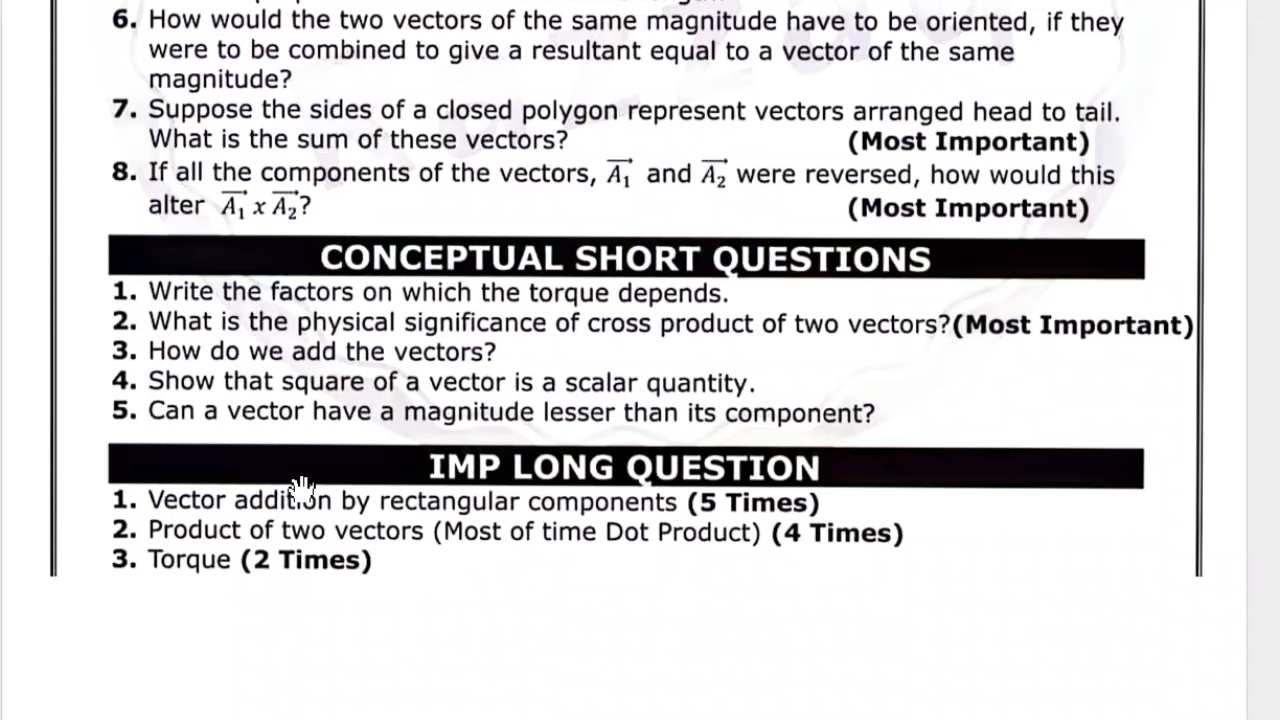 6. How would the two vectors of the same magnitude have to be oriented, if they
were to be combined to give a resultant equal to a vector of the same
magnitude?
7. Suppose the sides of a closed polygon represent vectors arranged head to tail.
What is the sum of these vectors? (Most Important)
8. If all the components of the vectors, A₁⃗ and A₂⃗ were reversed, how would this
alter A₁⃗ x A₂⃗? (Most Important)
CONCEPTUAL SHORT QUESTIONS
1. Write the factors on which the torque depends.
2. What is the physical significance of cross product of two vectors?(Most Important)
3. How do we add the vectors?
4. Show that square of a vector is a scalar quantity.
5. Can a vector have a magnitude lesser than its component?
IMP LONG QUESTION
1. Vector addition by rectangular components (5 Times)
2. Product of two vectors (Most of time Dot Product) (4 Times)
3. Torque (2 Times)